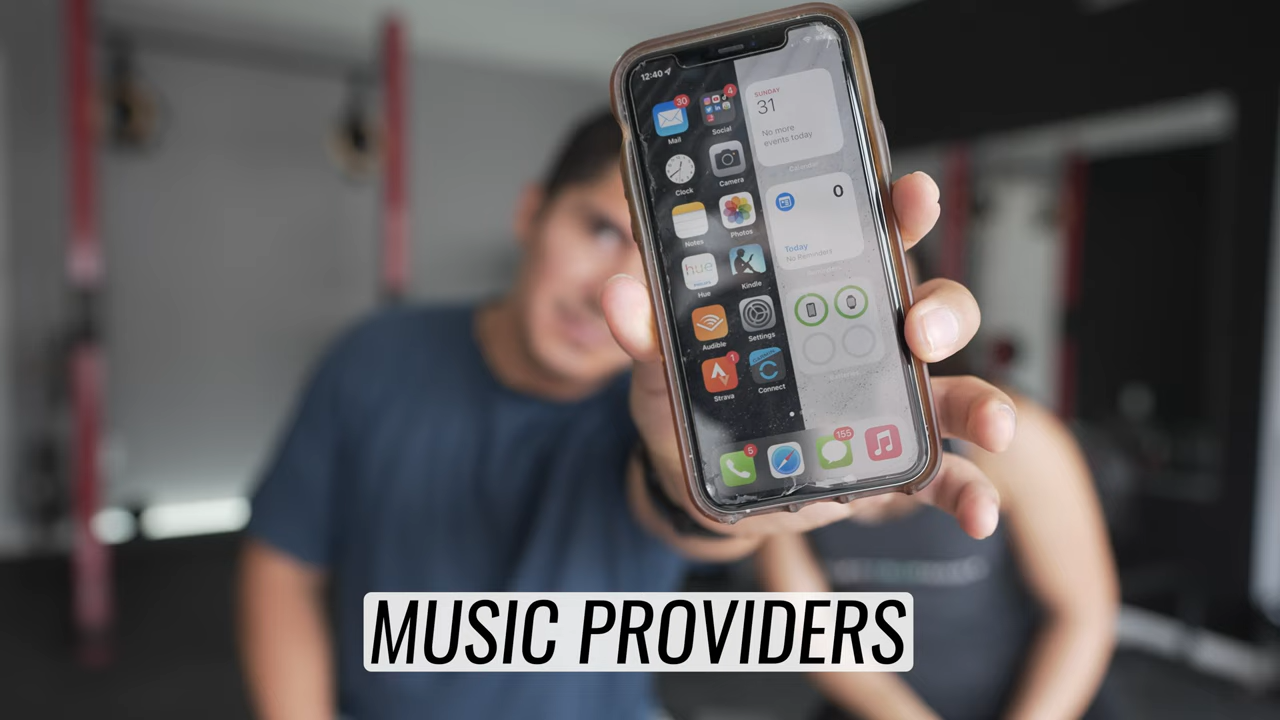 12:40
30
4
Mail
Social
SUNDAY
31
No more
events today
Calendar
Clock
Camera
0
Notes
Photos
Today
No Reminders
hue
Hue
Kindle
Audible
Settings
1
Strava
Connect
5
155
MUSIC PROVIDERS